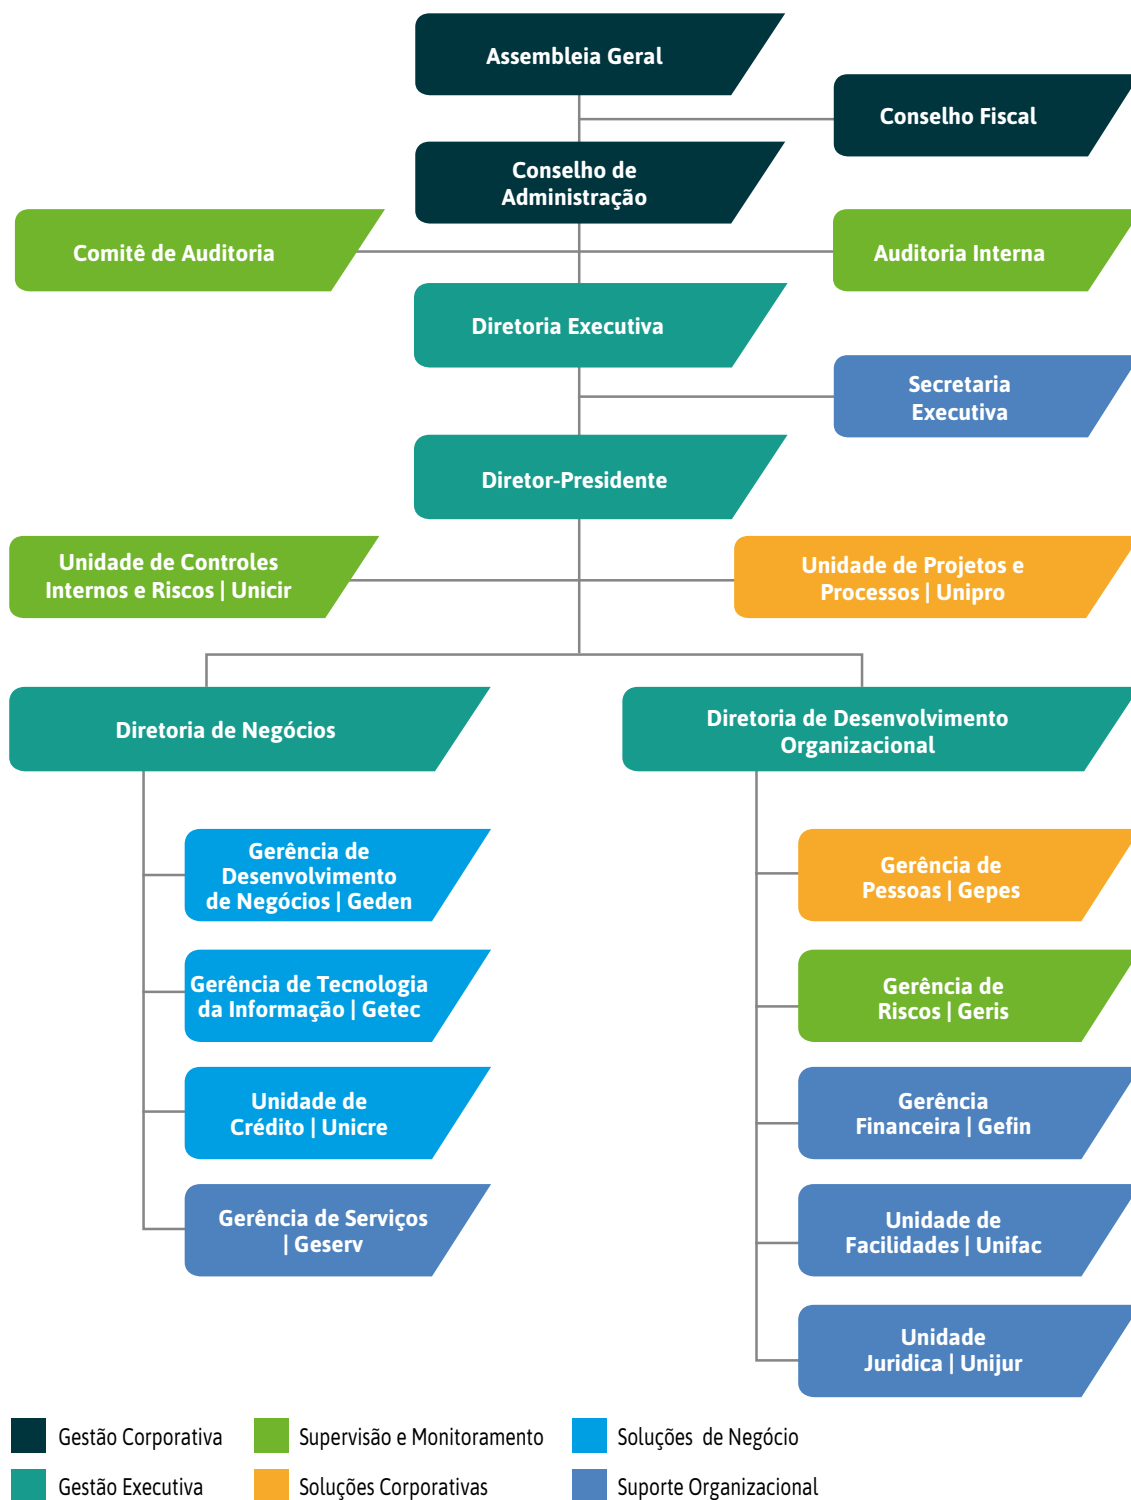 Assembleia Geral
Conselho Fiscal
Conselho de
Administração
Comitê de Auditoria
Auditoria Interna
Diretoria Executiva
Secretaria
Executiva
Diretor-Presidente
Unidade de Controles
Internos e Riscos | Unicir
Unidade de Projetos e
Processos | Unipro
Diretoria de Negócios
Diretoria de Desenvolvimento
Organizacional
Gerência de
Desenvolvimento
de Negócios | Geden
Gerência de Tecnologia
da Informação | Getec
Unidade de
Crédito | Unicre
Gerência de Serviços
| Geserv
Gerência de
Pessoas | Gepes
Gerência de
Riscos | Geris
Gerência
Financeira | Gefin
Unidade de
Facilidades | Unifac
Unidade
Juridica | Unijur
Gestão Corporativa
Supervisão e Monitoramento
Soluções de Negócio
Gestão Executiva
Soluções Corporativas
Suporte Organizacional